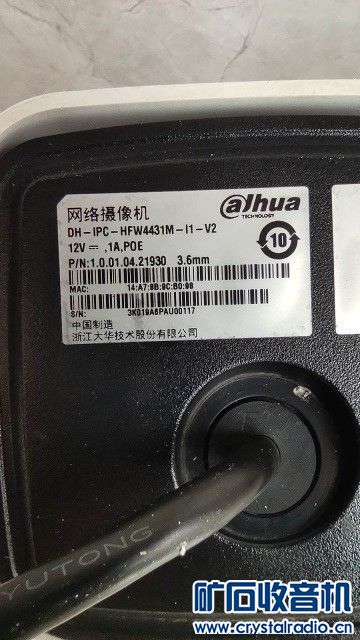 alhua
TECHNOLOGY
网络摄像机
DH-IPC-HFW4431M-I1-V2
12V⎓,1A,POE
P/N:1.0.01.04.21930 3.6mm
10
MAC: 14:A7:8B:9C:B0:98
S/N: 3K019A6PAU00117
中国制造
浙江大华技术股份有限公司
YUTONG
矿石收音机
www.crystalradio.cn